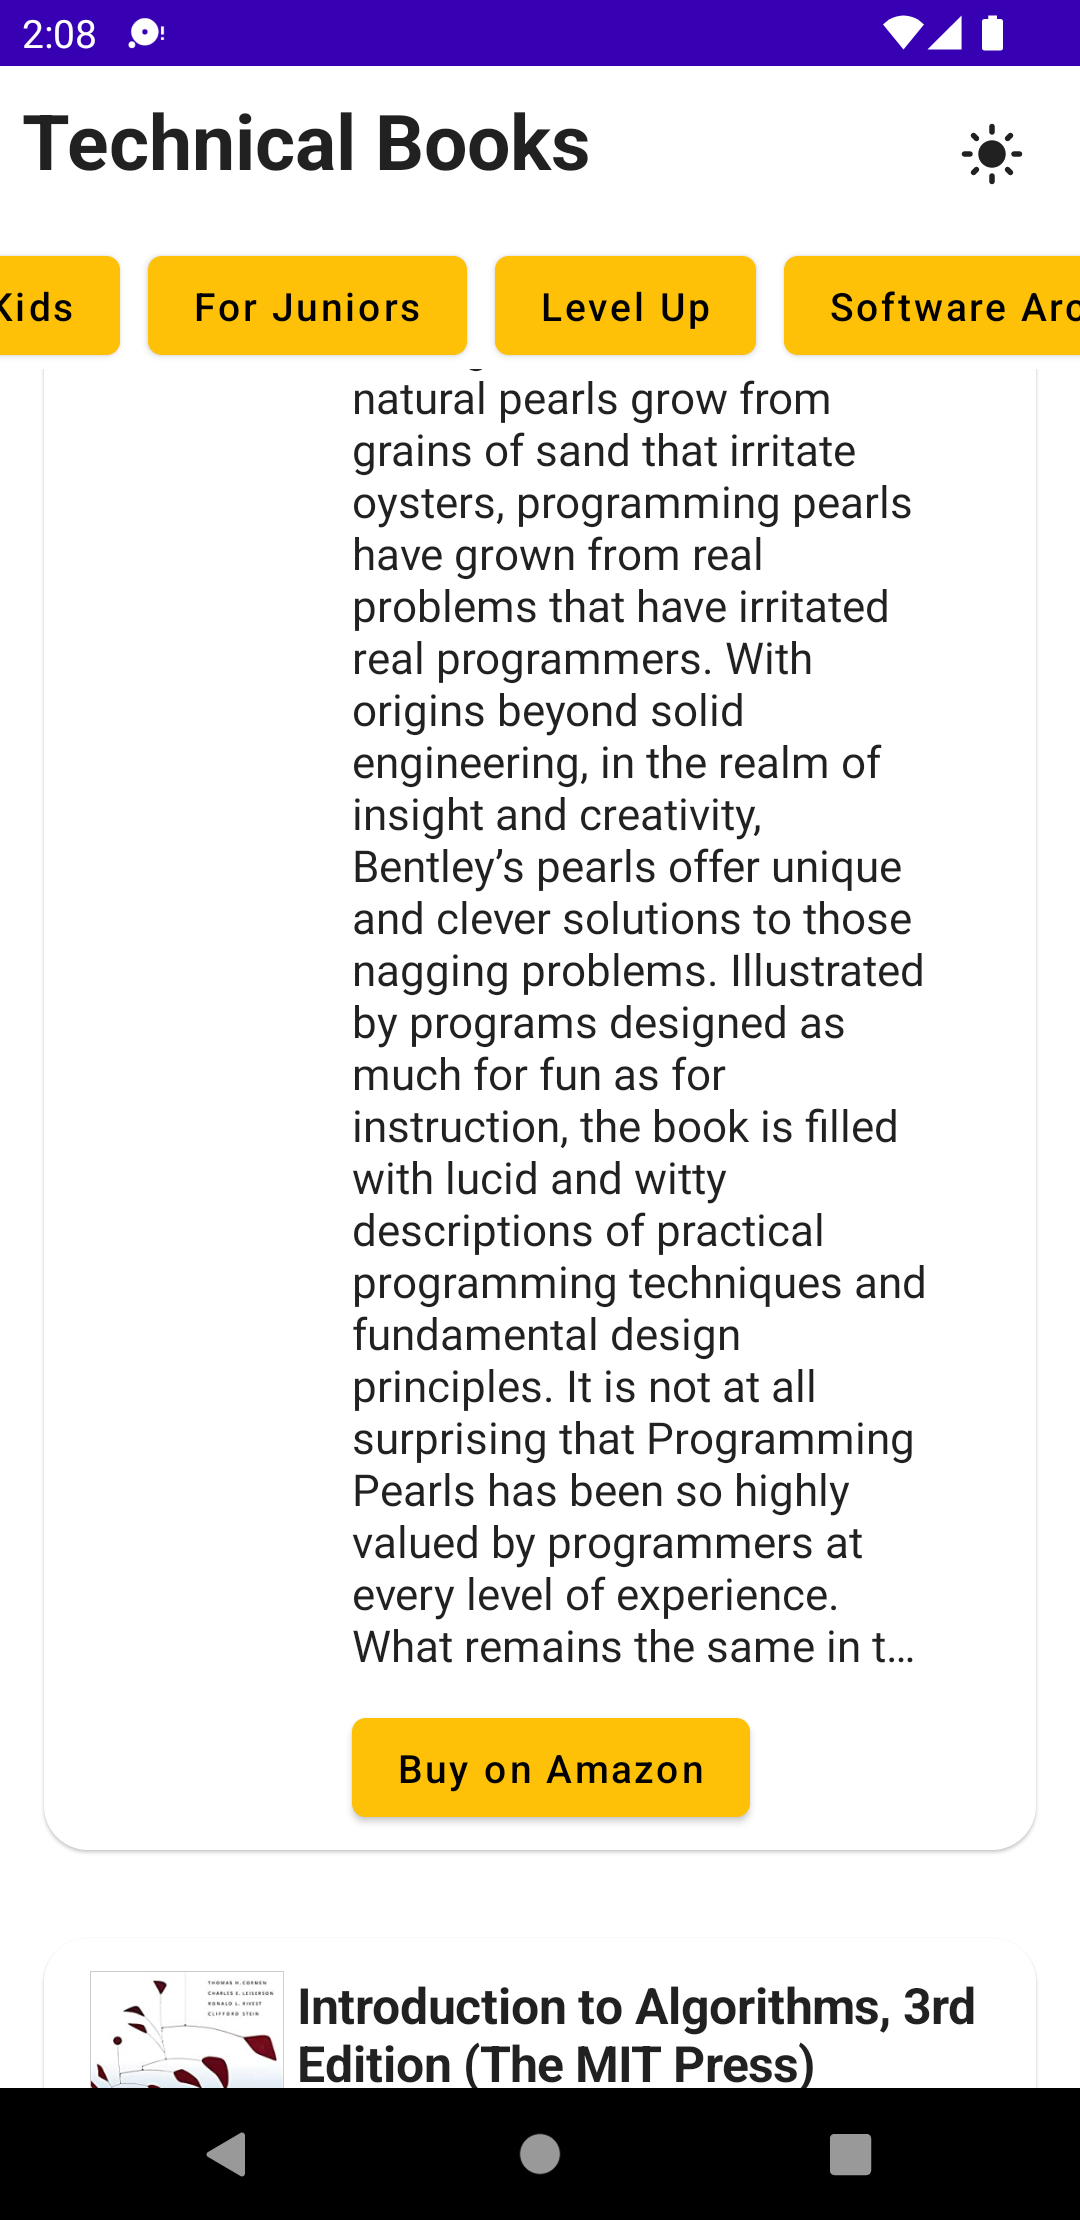 2:08
Technical Books
Kids
For Juniors
Level Up
Software Arc
natural pearls grow from
grains of sand that irritate
oysters, programming pearls
have grown from real
problems that have irritated
real programmers. With
origins beyond solid
engineering, in the realm of
insight and creativity,
Bentley’s pearls offer unique
and clever solutions to those
nagging problems. Illustrated
by programs designed as
much for fun as for
instruction, the book is filled
with lucid and witty
descriptions of practical
programming techniques and
fundamental design
principles. It is not at all
surprising that Programming
Pearls has been so highly
valued by programmers at
every level of experience.
What remains the same in t…
Buy on Amazon
THOMAS H. CORMEN
CHARLES E. LEISERSON
RONALD L. RIVEST
CLIFFORD STEIN
Introduction to Algorithms, 3rd
Edition (The MIT Press)